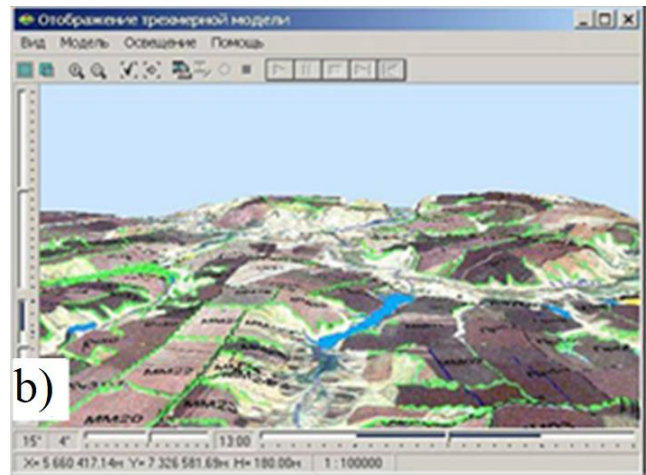 Отображение трехмерной модели
Вид Модель Освещение Помощь
b)
MM22
MM20
15° 4° 13:00
X= 5 660 417.14м Y= 7 326 581.69м H= 180.00м 1 : 100000